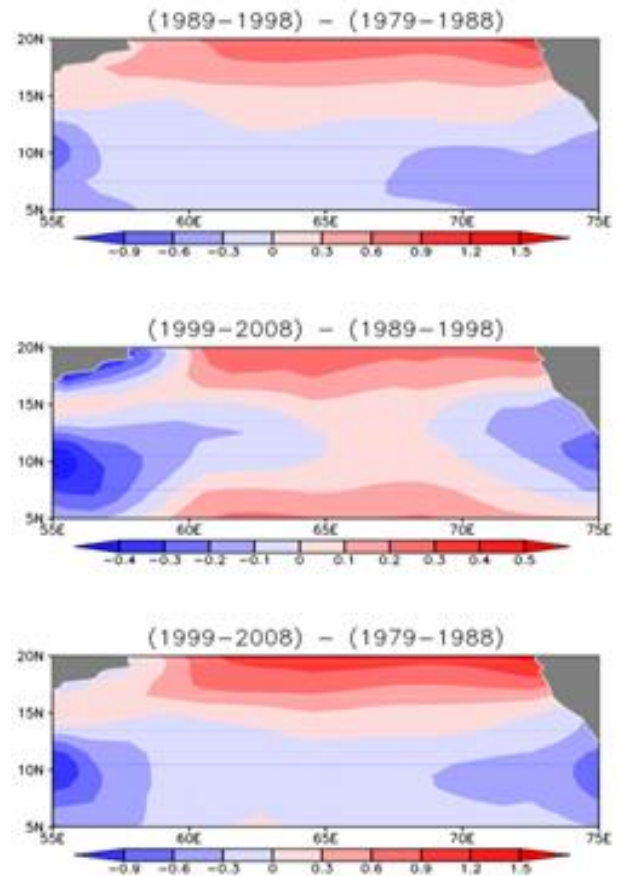 (1989-1998) - (1979-1988)
20N
15N
10N
5N
55E 60E 65E 70E 75E
-0.9 -0.6 -0.3 0 0.3 0.6 0.9 1.2 1.5
(1999-2008) - (1989-1998)
20N
15N
10N
5N
55E 60E 65E 70E 75E
-0.4 -0.3 -0.2 -0.1 0 0.1 0.2 0.3 0.4 0.5
(1999-2008) - (1979-1988)
20N
15N
10N
5N
55E 60E 65E 70E 75E
-0.9 -0.6 -0.3 0 0.3 0.6 0.9 1.2 1.5